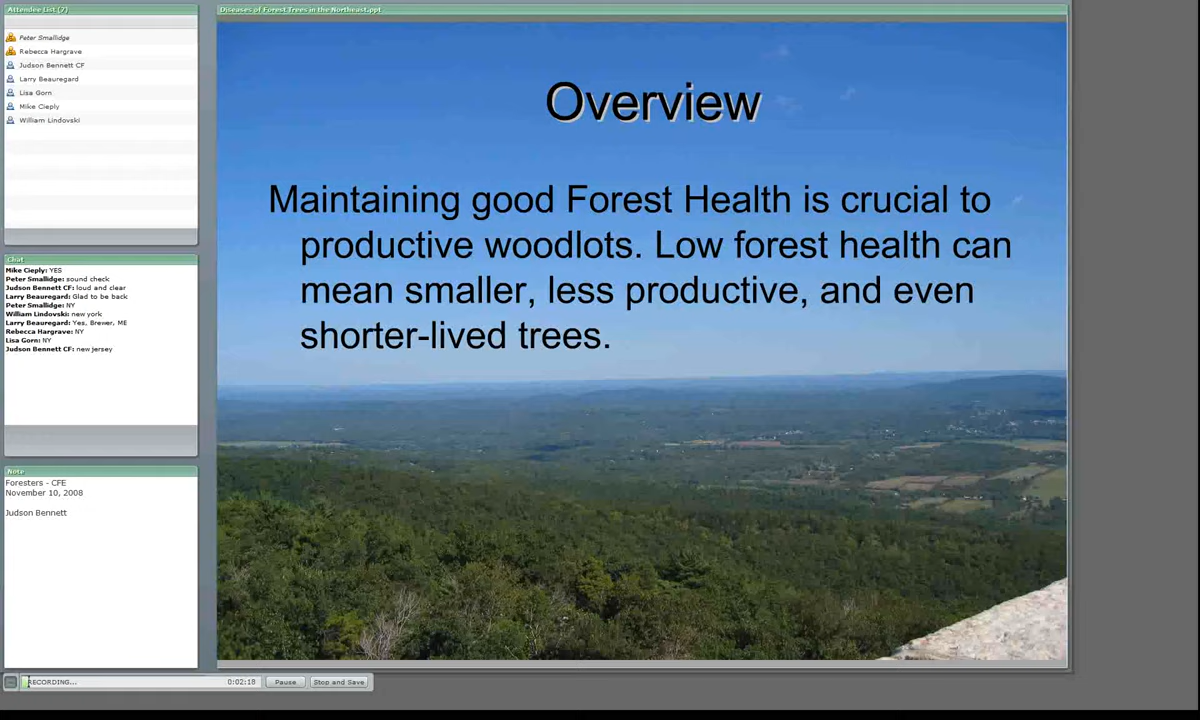 Attendee List (7)
Peter Smallidge
Rebecca Hargrave
Judson Bennett CF
Larry Beauregard
Lisa Gorn
Mike Cieply
William Lindovski
Chat
Mike Cieply: YES
Peter Smallidge: sound check
Judson Bennett CF: loud and clear
Larry Beauregard: Glad to be back
Peter Smallidge: NY
William Lindovski: new york
Larry Beauregard: Yes, Brewer, ME
Rebecca Hargrave: NY
Lisa Gorn: NY
Judson Bennett CF: new jersey
Note
Foresters - CFE
November 10, 2008
Judson Bennett
RECORDING...
0:02:18
Pause
Stop and Save
Diseases of Forest Trees in the Northeast.ppt
Overview
Maintaining good Forest Health is crucial to
productive woodlots. Low forest health can
mean smaller, less productive, and even
shorter-lived trees.